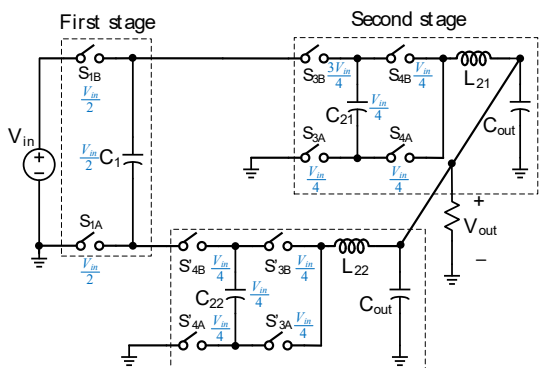 First stage
Second stage
S1B
Vin/2
S3B
3Vin/4
S4B
L21
C21
Vin/4
Cout
Vin
Vin/2
C1
S3A
Vin/4
S4A
Vin/4
S1A
Vin/2
+
Vout
–
S'4B
Vin/4
S'3B
Vin/4
L22
C22
Vin/4
Cout
S'4A
Vin/4
S'3A
Vin/4